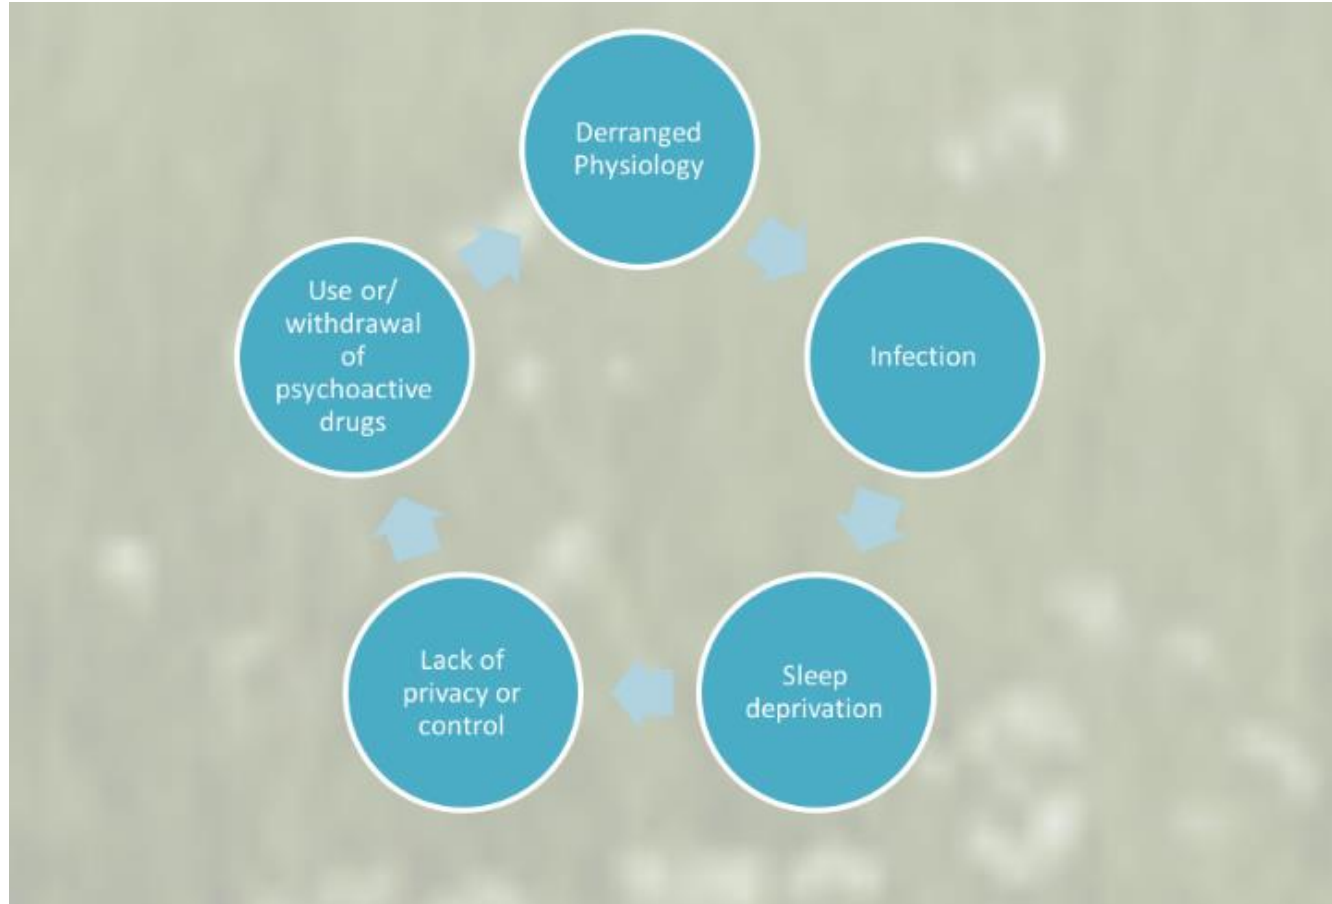 Derranged
Physiology
Infection
Sleep
deprivation
Lack of
privacy or
control
Use or/
withdrawal
of
psychoactive
drugs